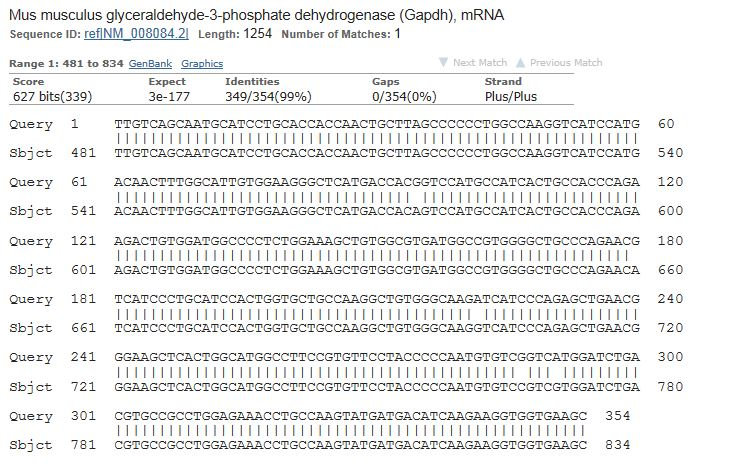 Mus musculus glyceraldehyde-3-phosphate dehydrogenase (Gapdh), mRNA
Sequence ID: ref|NM_008084.2| Length: 1254 Number of Matches: 1
Range 1: 481 to 834 GenBank Graphics Next Match Previous Match
Score Expect Identities Gaps Strand
627 bits(339) 3e-177 349/354(99%) 0/354(0%) Plus/Plus
Query 1 TTGTCAGCAATGCATCCTGCACCACCAACTGCTTAGCCCCCCTGGCCAAGGTCATCCATG 60
Sbjct 481 TTGTCAGCAATGCATCCTGCACCACCAACTGCTTAGCCCCCCTGGCCAAGGTCATCCATG 540
Query 61 ACAACTTTGGCATTGTGGAAGGGCTCATGACCACGGTCCATGCCATCACTGCCACCCAGA 120
Sbjct 541 ACAACTTTGGCATTGTGGAAGGGCTCATGACCACAGTCCATGCCATCACTGCCACCCAGA 600
Query 121 AGACTGTGGATGGCCCCTCTGGAAAGCTGTGGCGTGATGGCCGTGGGGCTGCCCAGAACG 180
Sbjct 601 AGACTGTGGATGGCCCCTCTGGAAAGCTGTGGCGTGATGGCCGTGGGGCTGCCCAGAACA 660
Query 181 TCATCCCTGCATCCACTGGTGCTGCCAAGGCTGTGGGCAAGATCATCCCAGAGCTGAACG 240
Sbjct 661 TCATCCCTGCATCCACTGGTGCTGCCAAGGCTGTGGGCAAGGTCATCCCAGAGCTGAACG 720
Query 241 GGAAGCTCACTGGCATGGCCTTCCGTGTTCCTACCCCCAATGTGTCGGTCATGGATCTGA 300
Sbjct 721 GGAAGCTCACTGGCATGGCCTTCCGTGTTCCTACCCCCAATGTGTCCGTCGTGGATCTGA 780
Query 301 CGTGCCGCCTGGAGAAACCTGCCAAGTATGATGACATCAAGAAGGTGGTGAAGC 354
Sbjct 781 CGTGCCGCCTGGAGAAACCTGCCAAGTATGATGACATCAAGAAGGTGGTGAAGC 834